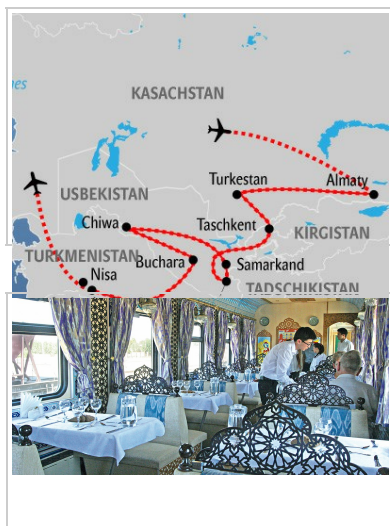 KASACHSTAN
Turkestan
Almaty
USBEKISTAN
Chiwa
Taschkent
KIRGISTAN
TURKMENISTAN
Buchara
Samarkand
Nisa
TADSCHIKISTAN